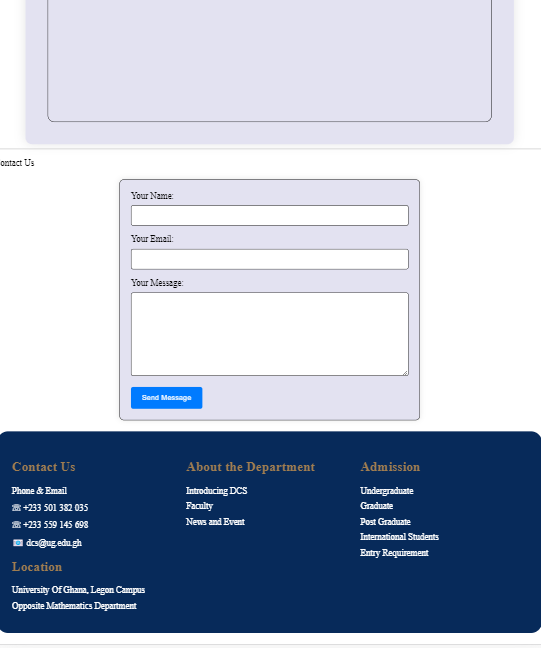 ontact Us
Your Name:
Your Email:
Your Message:
Send Message
Contact Us
Phone & Email
☏ +233 501 382 035
☏ +233 559 145 698
📧 dcs@ug.edu.gh
Location
University Of Ghana, Legon Campus
Opposite Mathematics Department
About the Department
Introducing DCS
Faculty
News and Event
Admission
Undergraduate
Graduate
Post Graduate
International Students
Entry Requirement